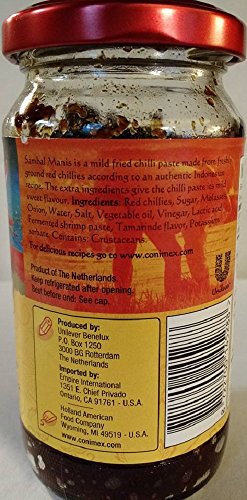 Sambal Manis is a mild fried chilli paste made from fresh
ground red chillies according to an authentic Indonesian
recipe. The extra ingredients give the chilli paste its mild
sweet flavour. Ingredients: Red chillies, Sugar, Molasses,
Onion, Water, Salt, Vegetable oil, Vinegar, Lactic acid,
Fermented shrimp paste, Tamarinde flavor, Potassium
sorbate. Contains: Crustaceans.
For delicious recipes go to www.conimex.com
Product of The Netherlands.
Keep refrigerated after opening.
Best before end: See cap.
Unilever
Produced by:
Unilever Benelux
P.O. Box 1250
3000 BG Rotterdam
The Netherlands
Imported by:
Empire International
1351 E. Chief Privado
Ontario, CA 91761 - U.S.A.
Holland American
Food Company
Wyoming, MI 49519 - U.S.A.
www.conimex.com